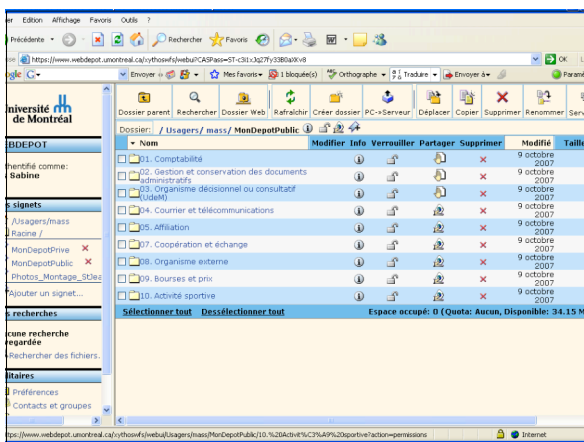 er Edition Affichage Favoris Outils ?
Précédente Rechercher Favoris
https://www.webdepot.umontreal.ca/xythoswfs/webui?CASPass=ST-c3i1xJq27fy33B0aXKv8 OK
gle G Envoyer Mes favoris 1 bloquée(s) Orthographe Traduire Envoyer à Paramè
Université de Montréal
Dossier parent Rechercher Dossier Web Rafraîchir Créer dossier PC->Serveur Déplacer Copier Supprimer Renommer Serv
Dossier: / Usagers/ mass/ MonDepotPublic
EBDEPOT
Nom Modifier Info Verrouiller Partager Supprimer Modifié Taille
thentifié comme:
Sabine
01. Comptabilité 9 octobre 2007
02. Gestion et conservation des documents administratifs 9 octobre 2007
03. Organisme décisionnel ou consultatif (UdeM) 9 octobre 2007
04. Courrier et télécommunications 9 octobre 2007
05. Affiliation 9 octobre 2007
07. Coopération et échange 9 octobre 2007
08. Organisme externe 9 octobre 2007
09. Bourses et prix 9 octobre 2007
10. Activité sportive 9 octobre 2007
Sélectionner tout Dessélectionner tout Espace occupé: 0 (Quota: Aucun, Disponible: 34.15 M
s signets
/Usagers/mass
Racine /
MonDepotPrive
MonDepotPublic
Photos_Montage_StJea
Ajouter un signet...
s recherches
cune recherche
vegardée
Rechercher des fichiers.
litaires
Préférences
Contacts et groupes
ttps://www.webdepot.umontreal.ca/xythoswfs/webui/Usagers/mass/MonDepotPublic/10.%20Activit%C3%A9%20sportive?action=permissions Internet